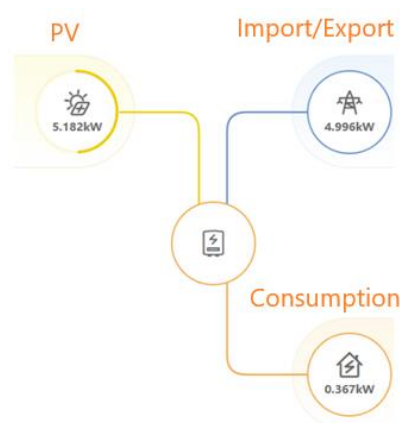 PV
Import/Export
5.182kW
4.996kW
Consumption
0.367kW